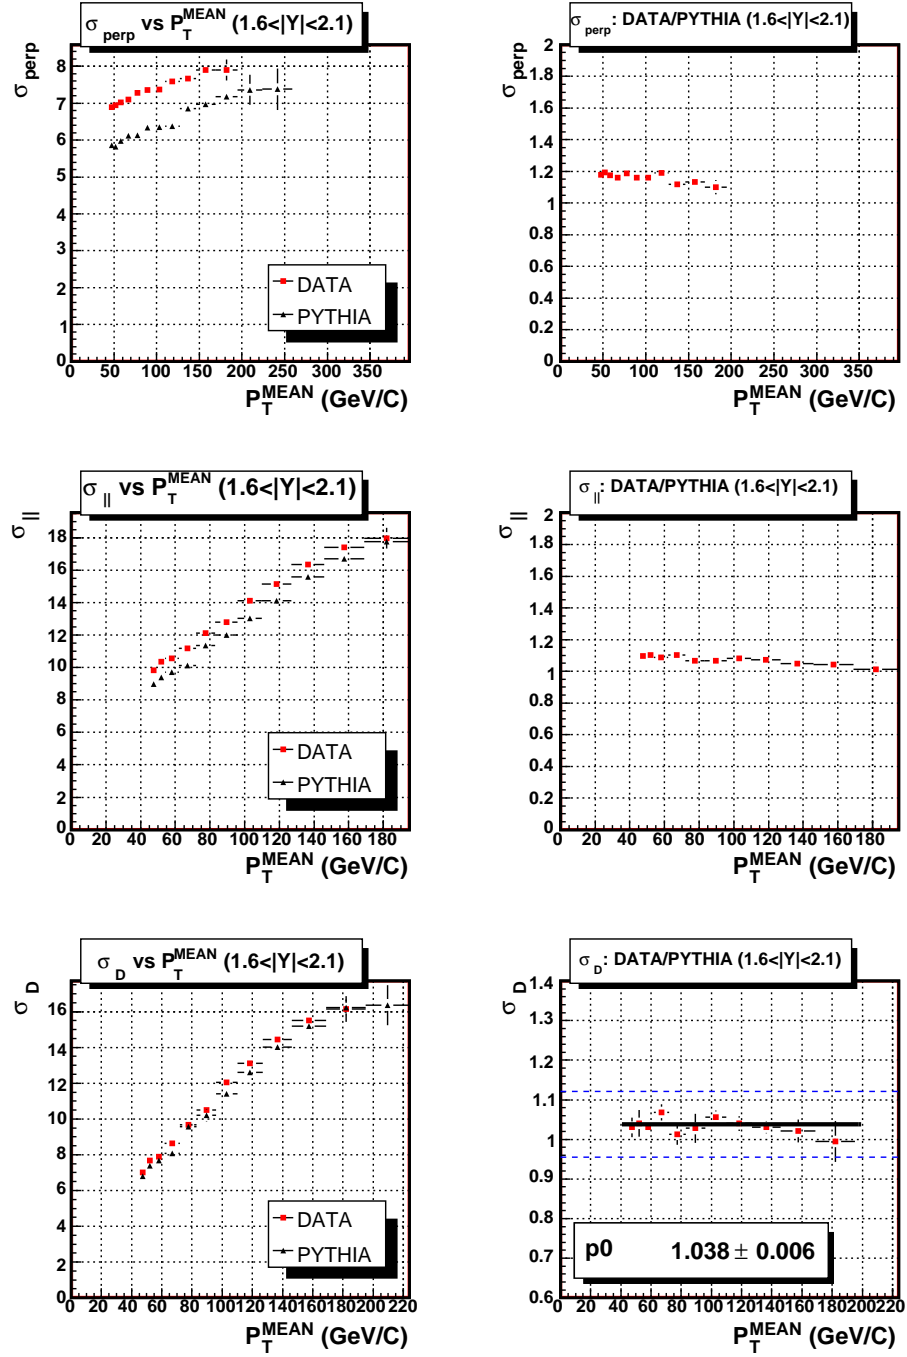 σ perp vs P_T^MEAN (1.6<|Y|<2.1)
σ perp
8
7
6
5
4
3
2
1
0
DATA
PYTHIA
0 50 100 150 200 250 300 350
P_T^MEAN (GeV/C)
σ perp: DATA/PYTHIA (1.6<|Y|<2.1)
σ perp
2
1.8
1.6
1.4
1.2
1
0.8
0.6
0.4
0.2
0
0 50 100 150 200 250 300 350
P_T^MEAN (GeV/C)
σ || vs P_T^MEAN (1.6<|Y|<2.1)
σ ||
18
16
14
12
10
8
6
4
2
0
DATA
PYTHIA
0 20 40 60 80 100 120 140 160 180
P_T^MEAN (GeV/C)
σ ||: DATA/PYTHIA (1.6<|Y|<2.1)
σ ||
2
1.8
1.6
1.4
1.2
1
0.8
0.6
0.4
0.2
0
0 20 40 60 80 100 120 140 160 180
P_T^MEAN (GeV/C)
σ D vs P_T^MEAN (1.6<|Y|<2.1)
σ D
16
14
12
10
8
6
4
2
0
DATA
PYTHIA
0 20 40 60 80 100 120 140 160 180 200 220
P_T^MEAN (GeV/C)
σ D: DATA/PYTHIA (1.6<|Y|<2.1)
σ D
1.4
1.3
1.2
1.1
1.0
0.9
0.8
0.7
0.6
p0 1.038 ± 0.006
0 20 40 60 80 100 120 140 160 180 200 220
P_T^MEAN (GeV/C)